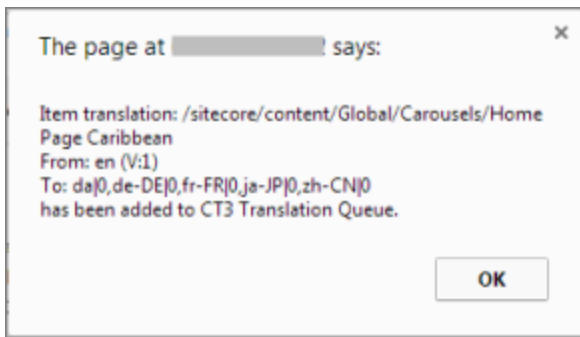 The page at says:
Item translation: /sitecore/content/Global/Carousels/Home
Page Caribbean
From: en (V:1)
To: da|0,de-DE|0,fr-FR|0,ja-JP|0,zh-CN|0
has been added to CT3 Translation Queue.
OK